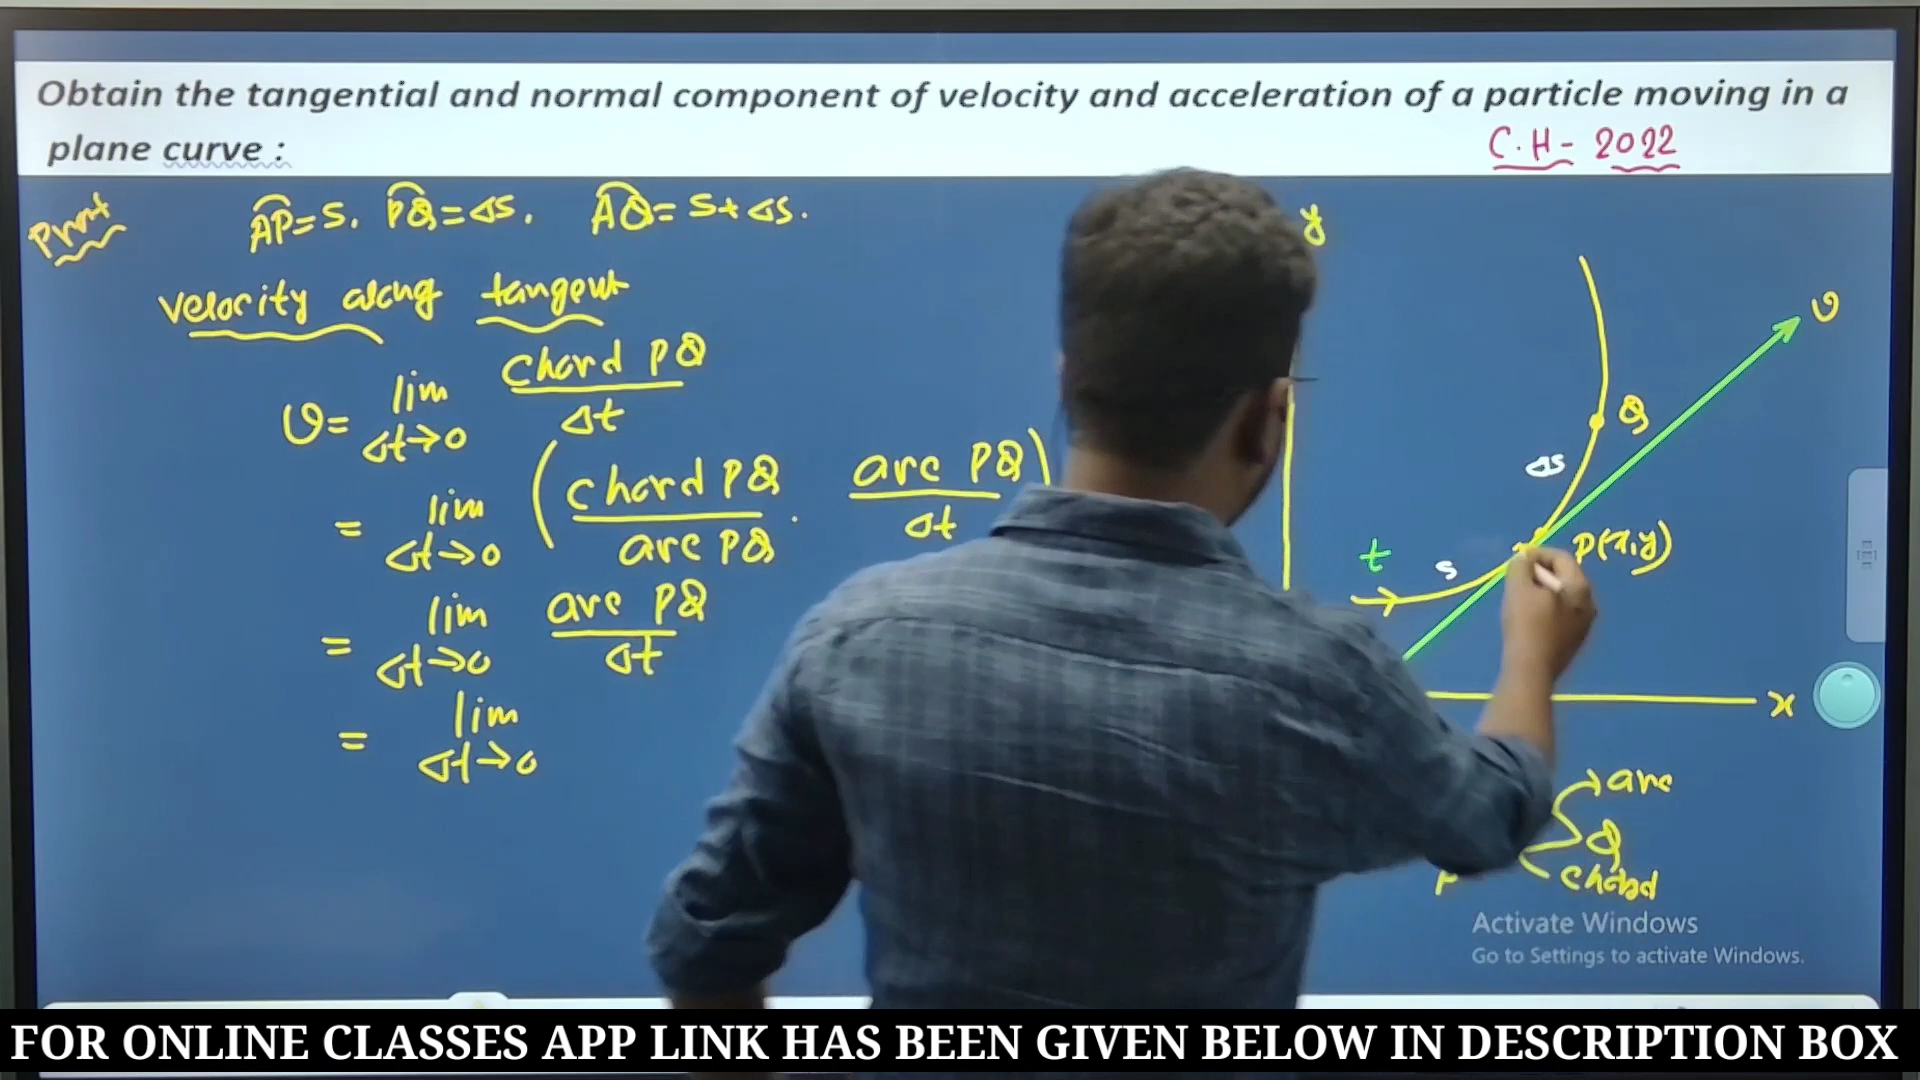 Obtain the tangential and normal component of velocity and acceleration of a particle moving in a
plane curve :
C.H- 2022
AP=s. PQ=Δs. AQ=s+Δs.
velocity along tangent
v= lim Δt→0 chord PQ / Δt
= lim Δt→0 ( chord PQ / arc PQ . arc PQ / Δt )
= lim Δt→0 arc PQ / Δt
= lim Δt→0
y
v
Q
Δs
t
s
P(x,y)
x
arc
Q
chord
Activate Windows
Go to Settings to activate Windows.
FOR ONLINE CLASSES APP LINK HAS BEEN GIVEN BELOW IN DESCRIPTION BOX